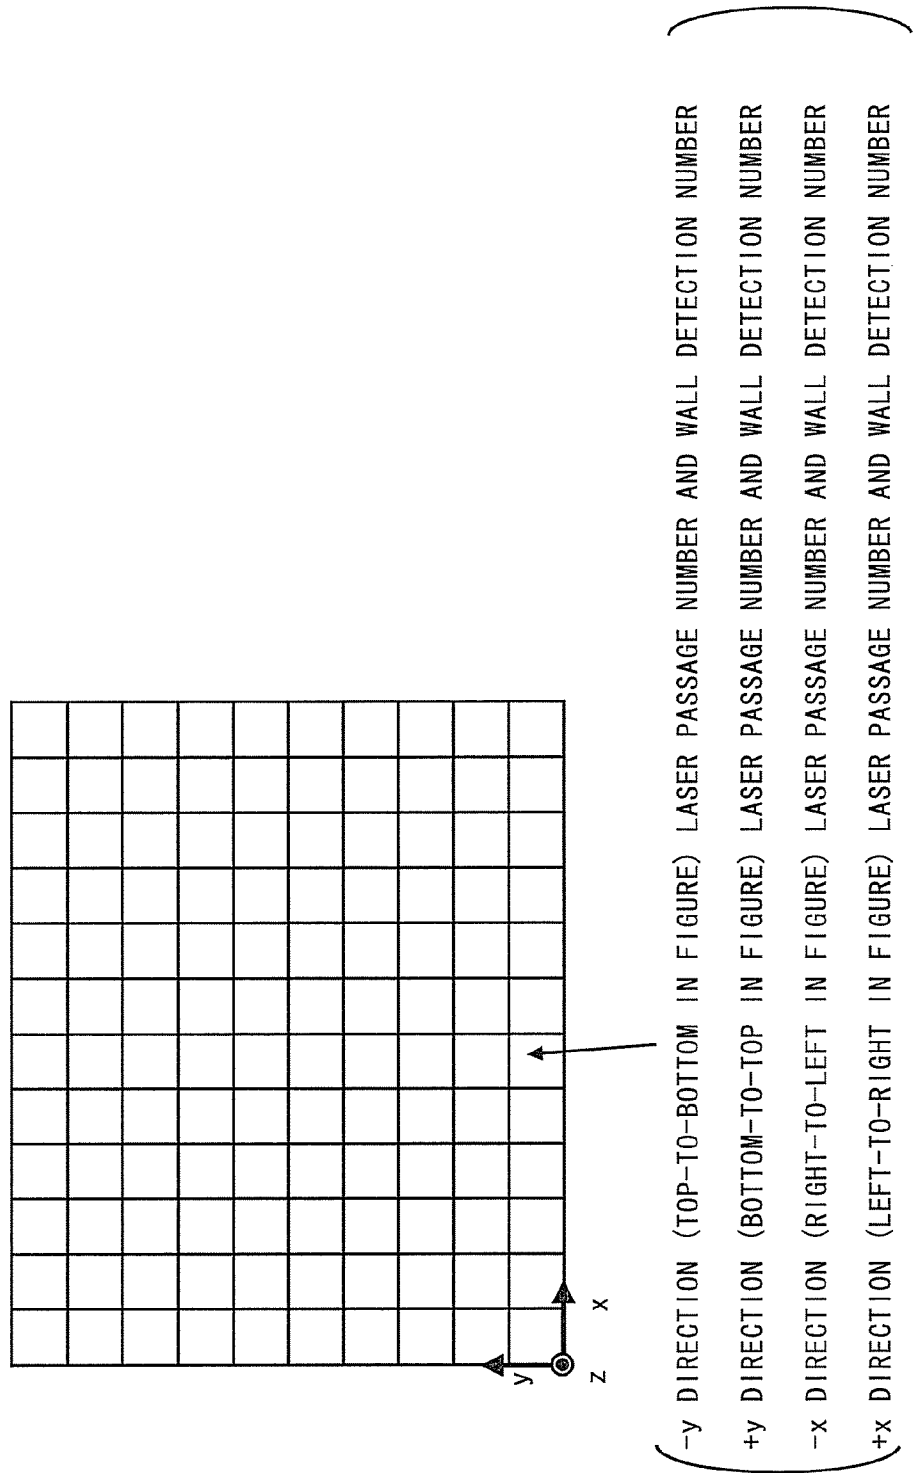 y
x
z
-y DIRECTION (TOP-TO-BOTTOM IN FIGURE) LASER PASSAGE NUMBER AND WALL DETECTION NUMBER
+y DIRECTION (BOTTOM-TO-TOP IN FIGURE) LASER PASSAGE NUMBER AND WALL DETECTION NUMBER
-x DIRECTION (RIGHT-TO-LEFT IN FIGURE) LASER PASSAGE NUMBER AND WALL DETECTION NUMBER
+x DIRECTION (LEFT-TO-RIGHT IN FIGURE) LASER PASSAGE NUMBER AND WALL DETECTION NUMBER